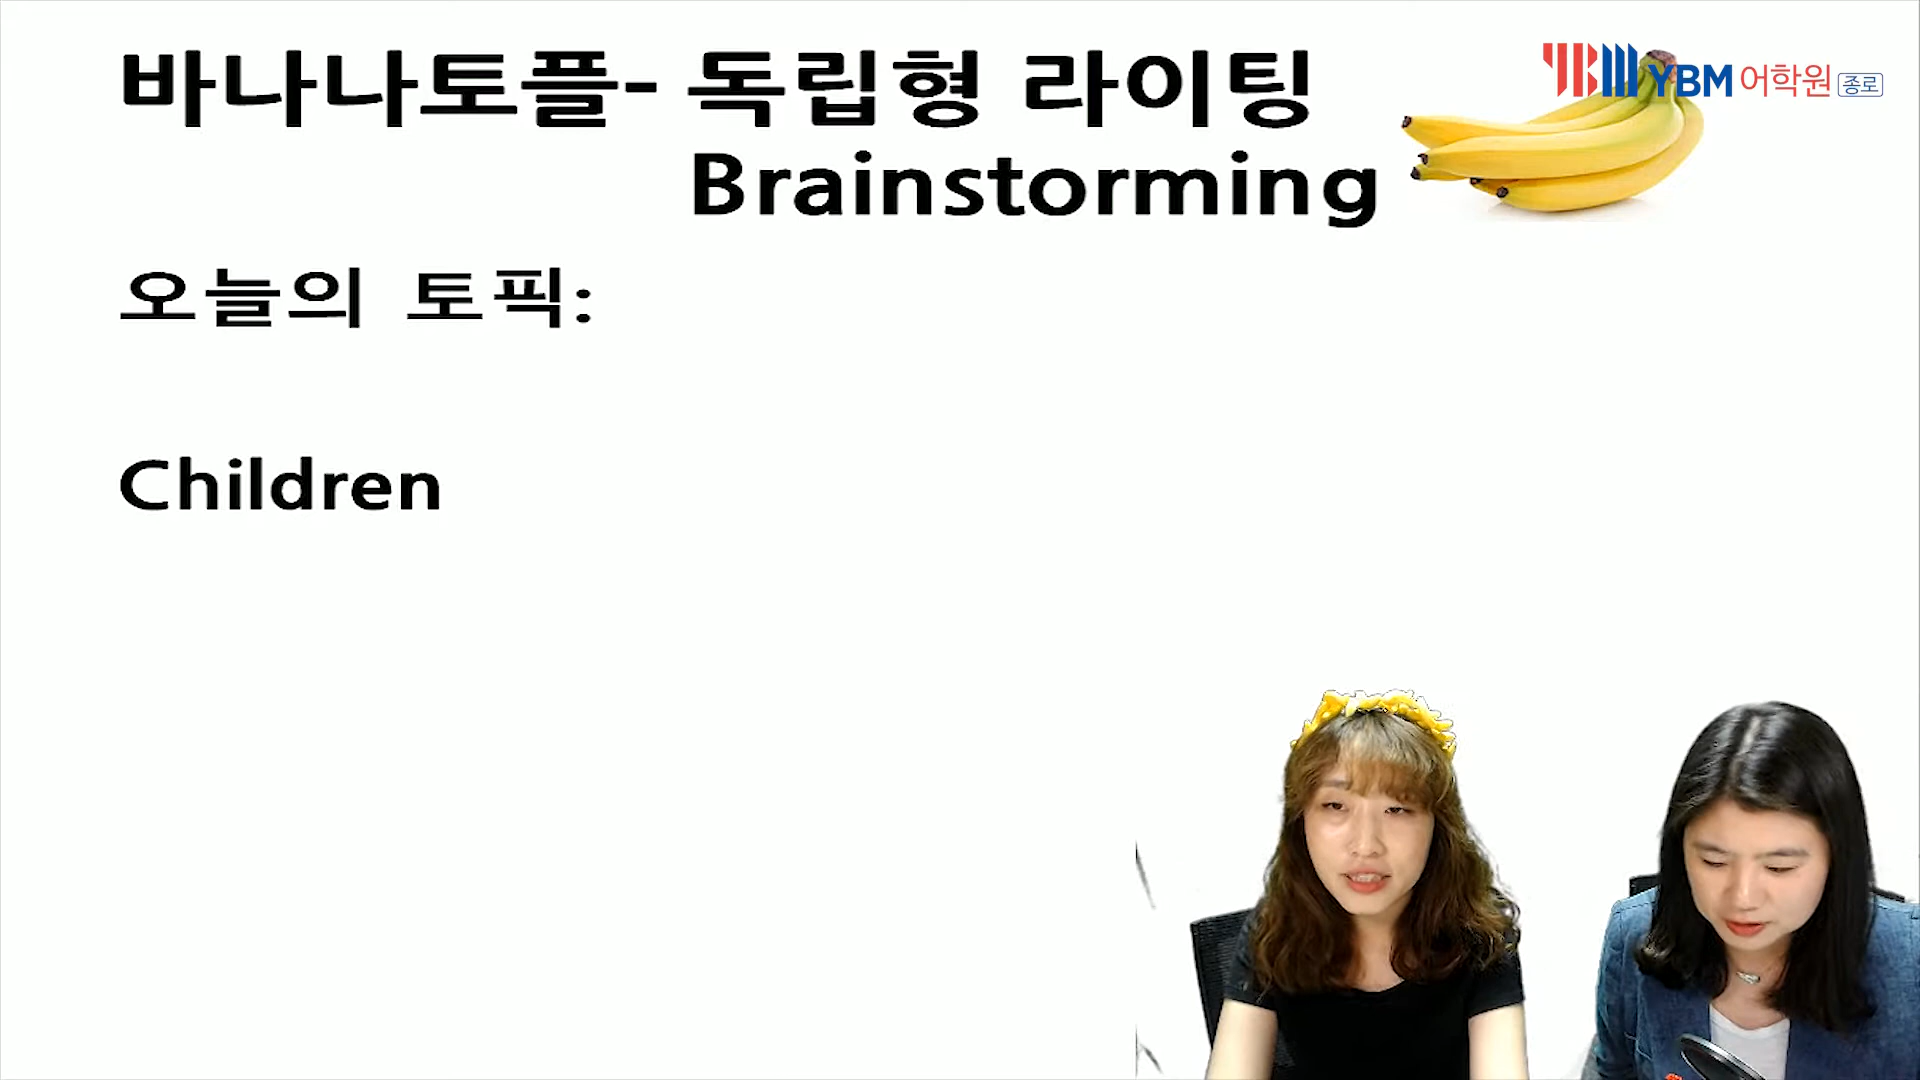 바나나토플- 독립형 라이팅
YBM 어학원 종로
Brainstorming
오늘의 토픽:
Children